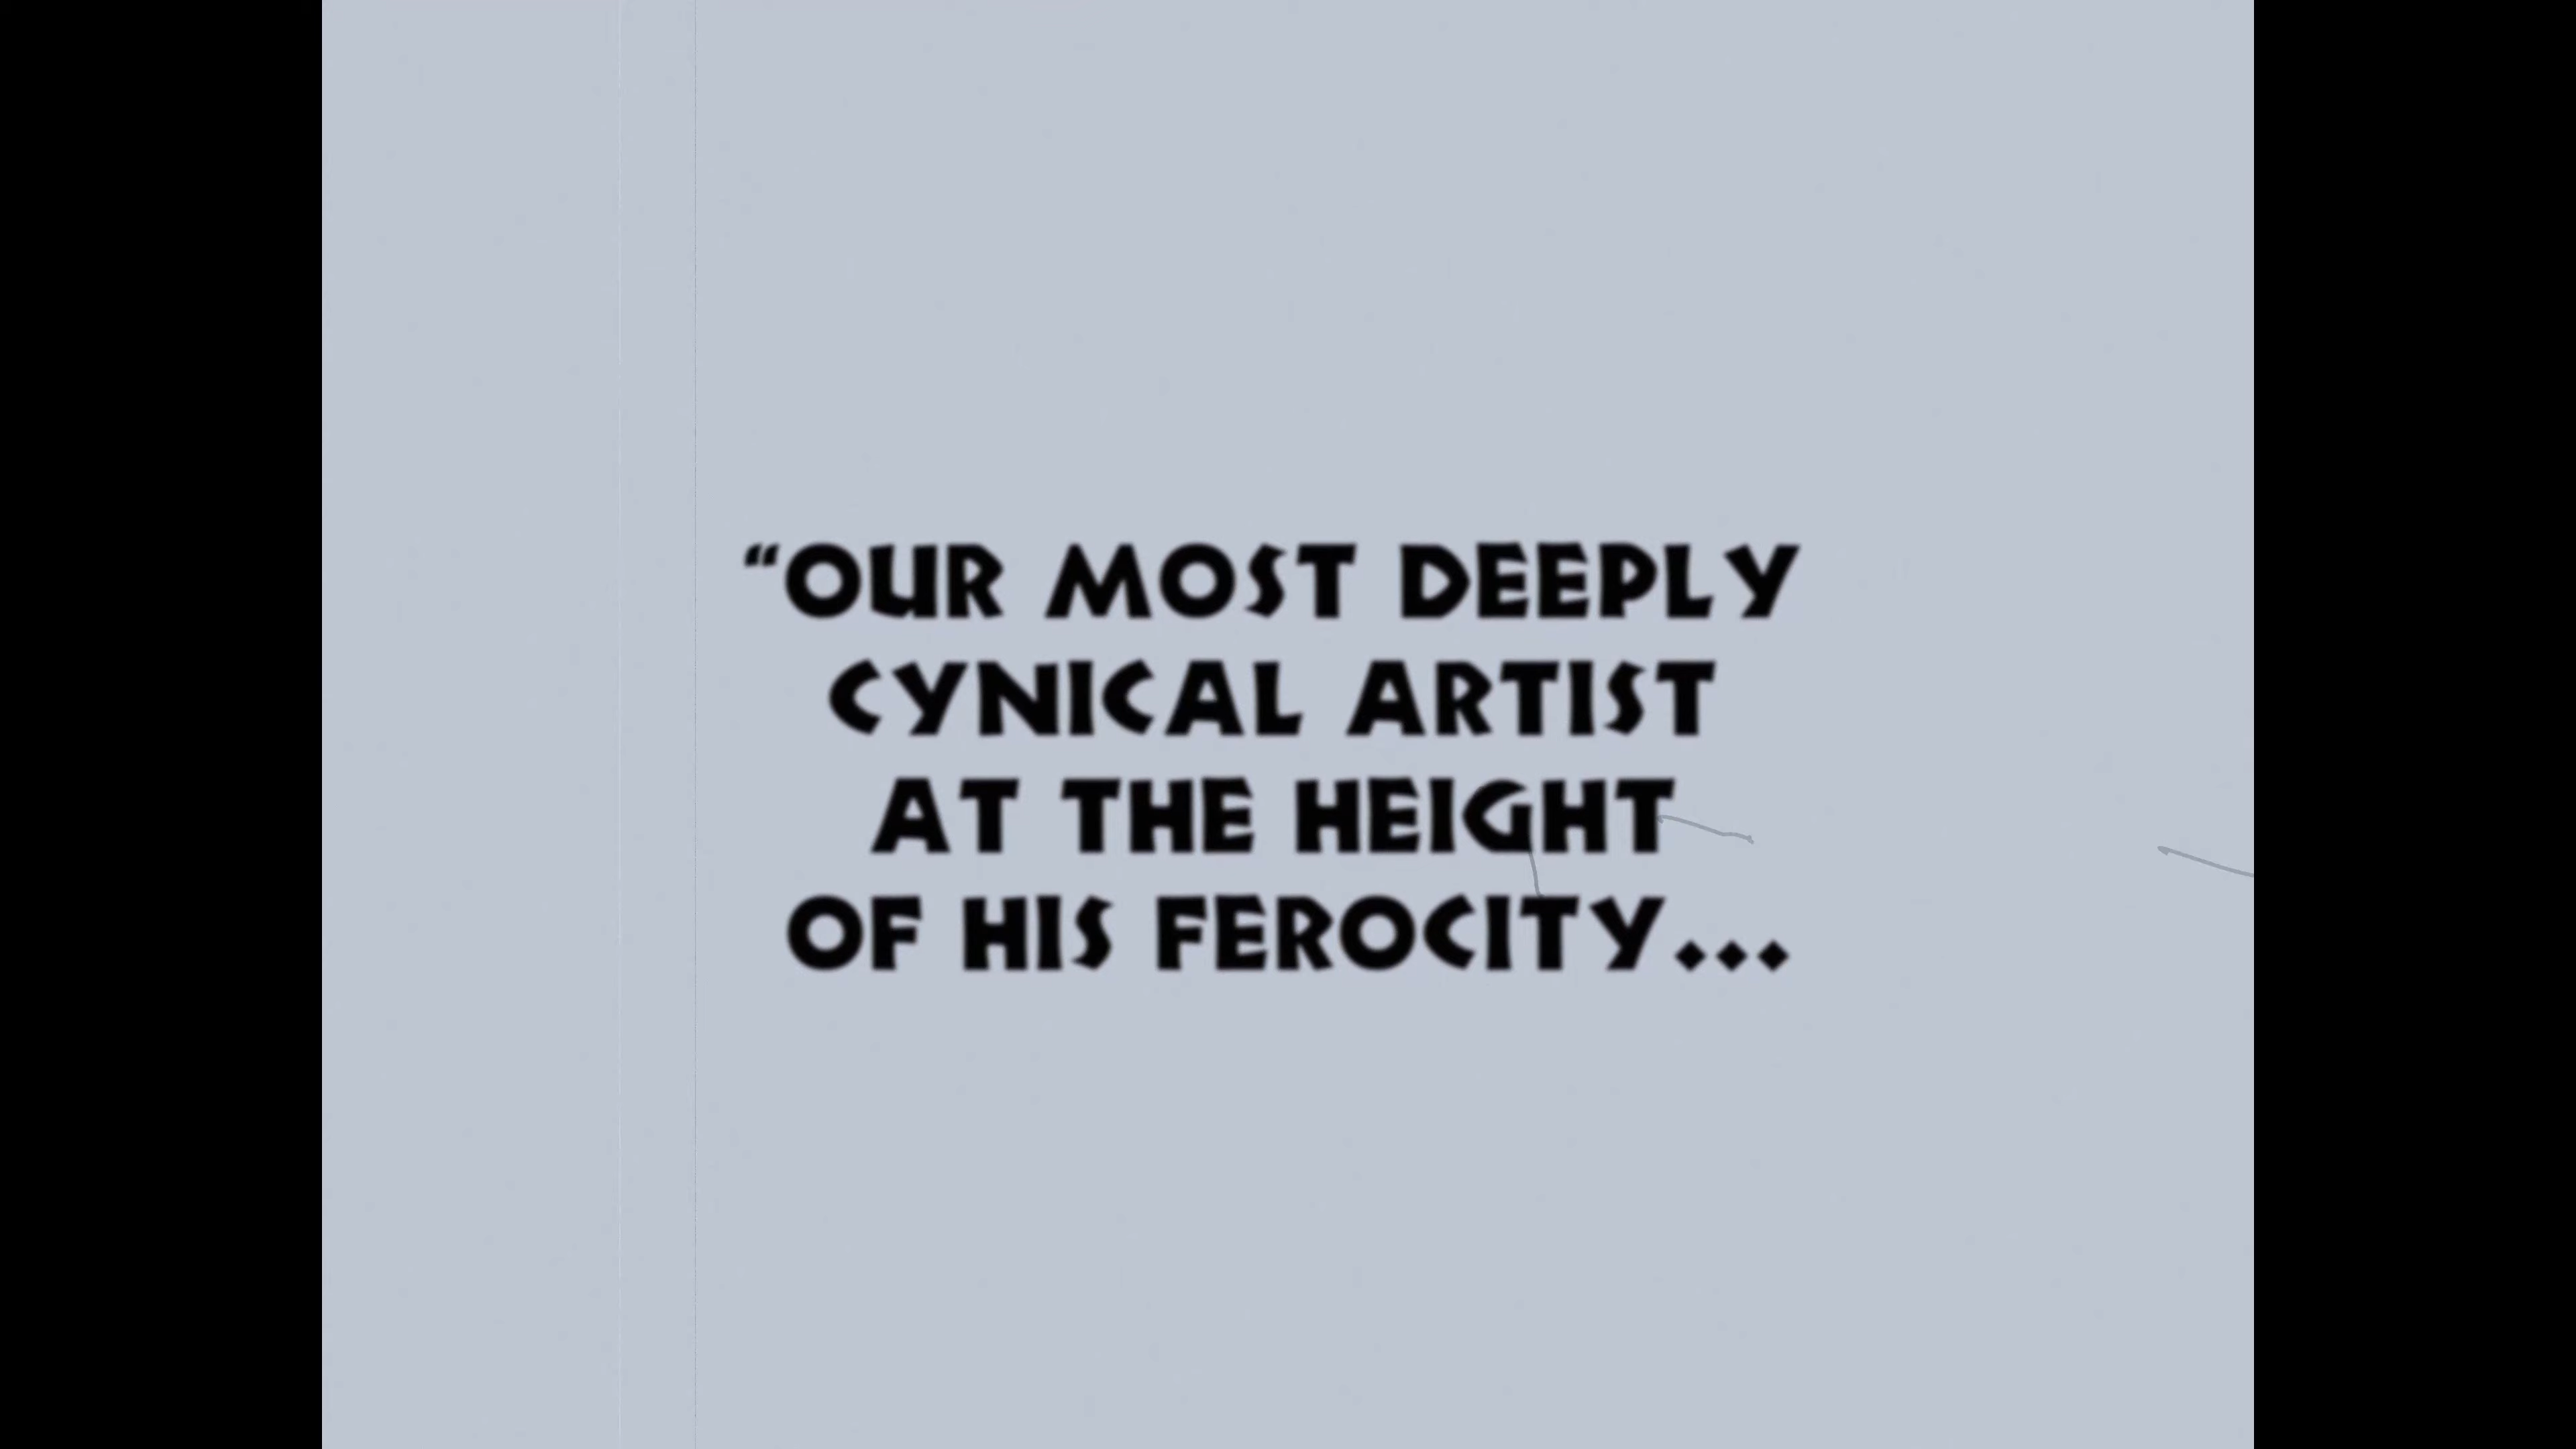 “OUR MOST DEEPLY
CYNICAL ARTIST
AT THE HEIGHT
OF HIS FEROCITY...